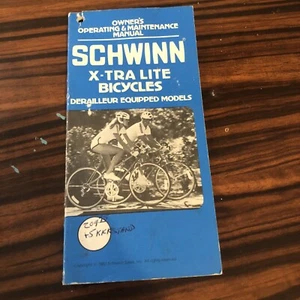 OWNER'S
OPERATING & MAINTENANCE
MANUAL
SCHWINN
X-TRA LITE
BICYCLES
DERAILLEUR EQUIPPED MODELS